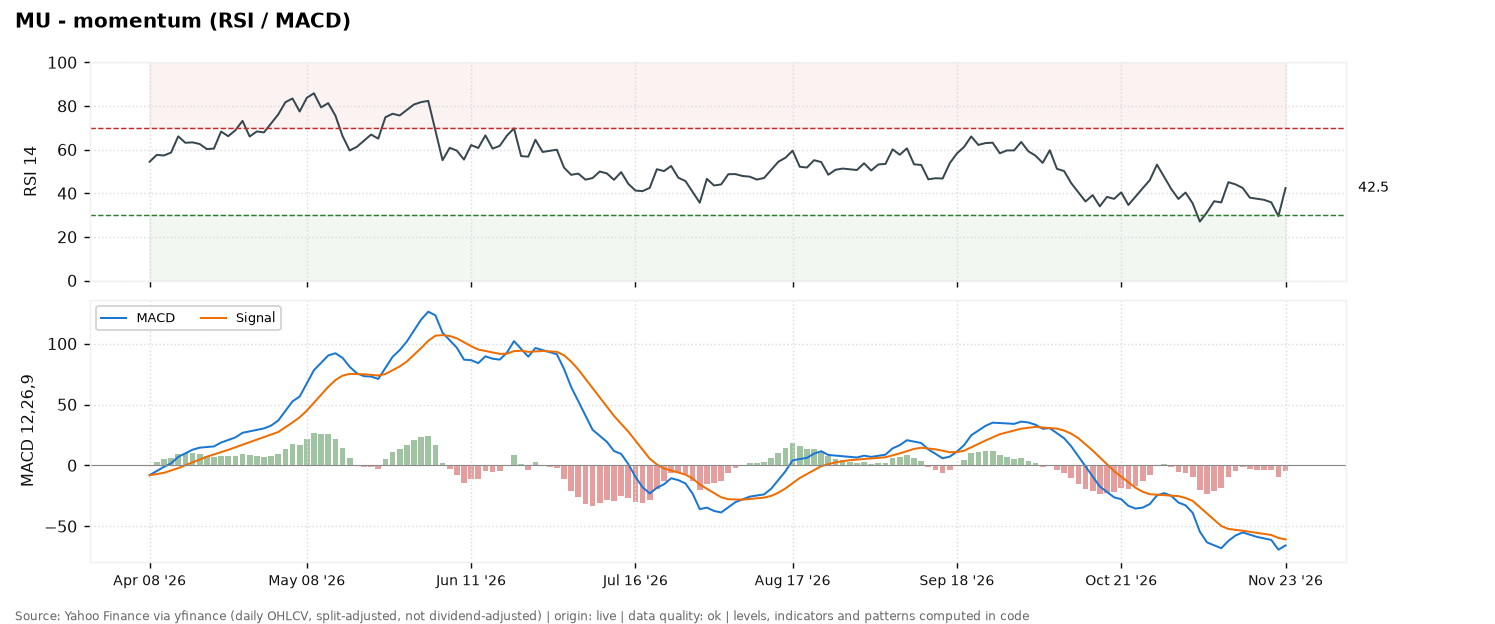 MU - momentum (RSI / MACD)
100
80
60
40
20
0
RSI 14
42.5
MACD
Signal
100
50
0
−50
MACD 12,26,9
Apr 08 '26
May 08 '26
Jun 11 '26
Jul 16 '26
Aug 17 '26
Sep 18 '26
Oct 21 '26
Nov 23 '26
Source: Yahoo Finance via yfinance (daily OHLCV, split-adjusted, not dividend-adjusted) | origin: live | data quality: ok | levels, indicators and patterns computed in code